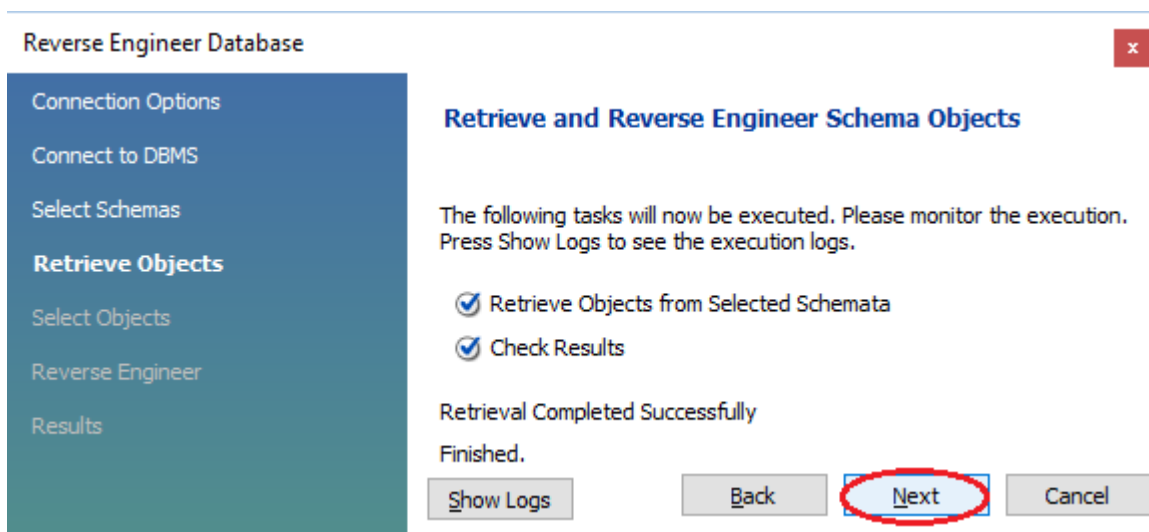 Reverse Engineer Database
x
Connection Options
Connect to DBMS
Select Schemas
Retrieve Objects
Select Objects
Reverse Engineer
Results
Retrieve and Reverse Engineer Schema Objects
The following tasks will now be executed. Please monitor the execution.
Press Show Logs to see the execution logs.
Retrieve Objects from Selected Schemata
Check Results
Retrieval Completed Successfully
Finished.
Show Logs
Back
Next
Cancel